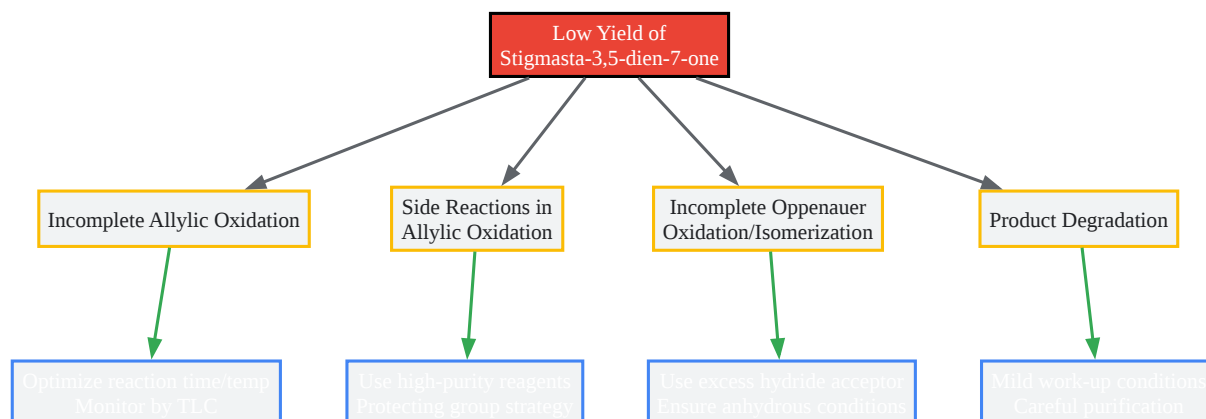 Low Yield of
Stigmasta-3,5-dien-7-one
Incomplete Allylic Oxidation
Side Reactions in
Allylic Oxidation
Incomplete Oppenauer
Oxidation/Isomerization
Product Degradation
Optimize reaction time/temp
Monitor by TLC
Use high-purity reagents
Protecting group strategy
Use excess hydride acceptor
Ensure anhydrous conditions
Mild work-up conditions
Careful purification